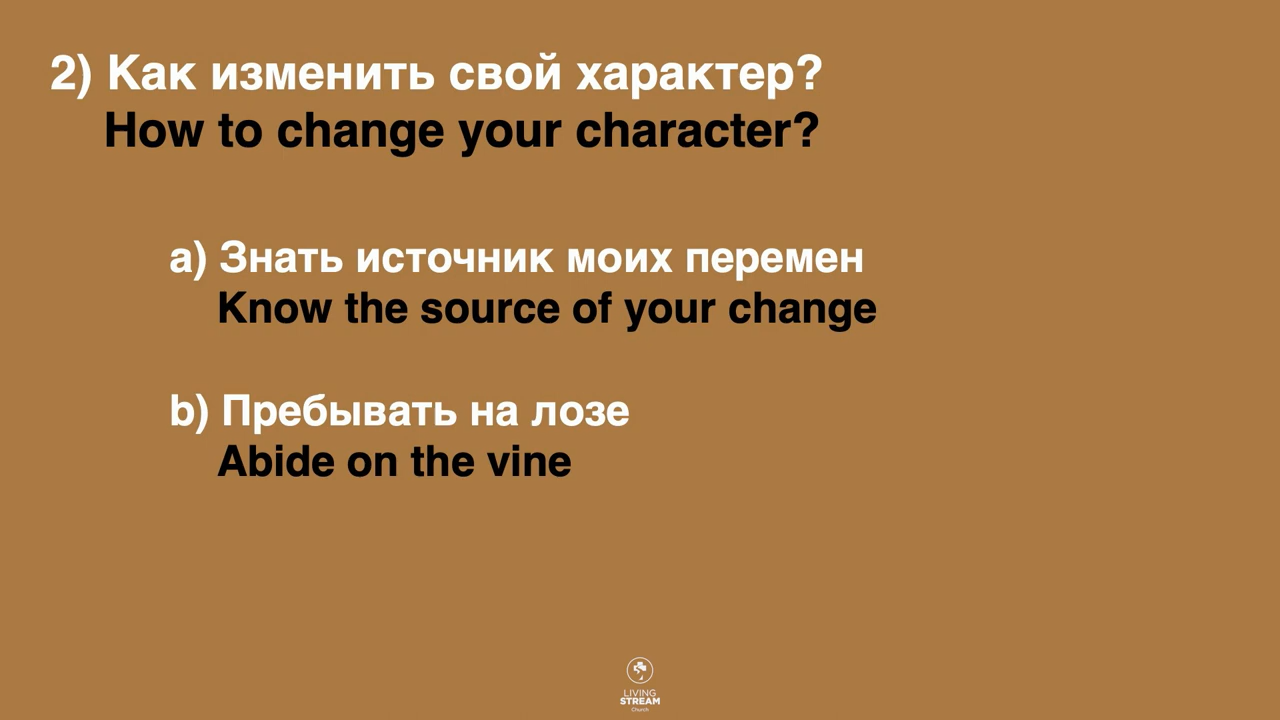 2) Как изменить свой характер?
How to change your character?
a) Знать источник моих перемен
Know the source of your change
b) Пребывать на лозе
Abide on the vine
LIVING
STREAM
Church